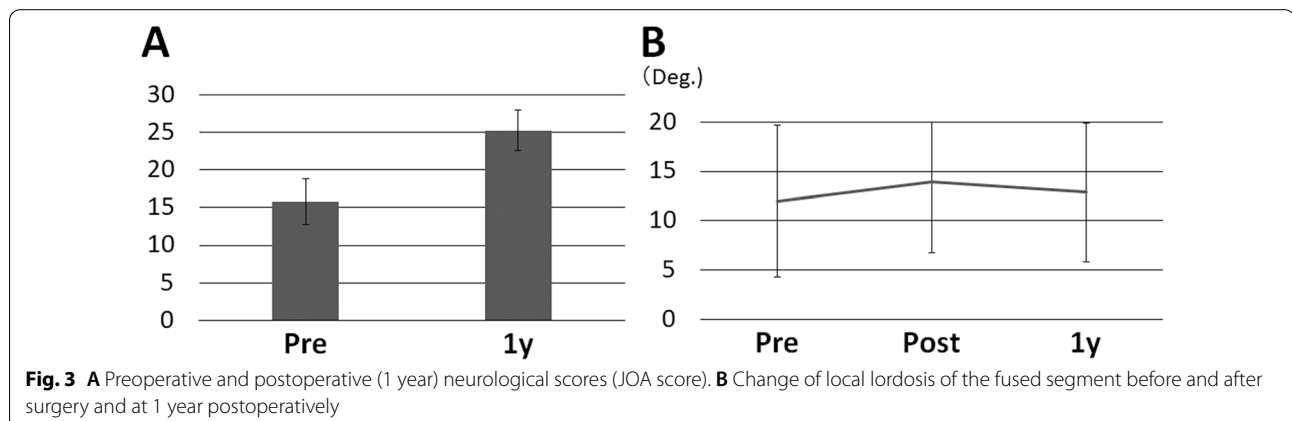 A
30
25
20
15
10
5
0
Pre 1y
B
(Deg.)
20
15
10
5
0
Pre Post 1y
Fig. 3 A Preoperative and postoperative (1 year) neurological scores (JOA score). B Change of local lordosis of the fused segment before and after
surgery and at 1 year postoperatively